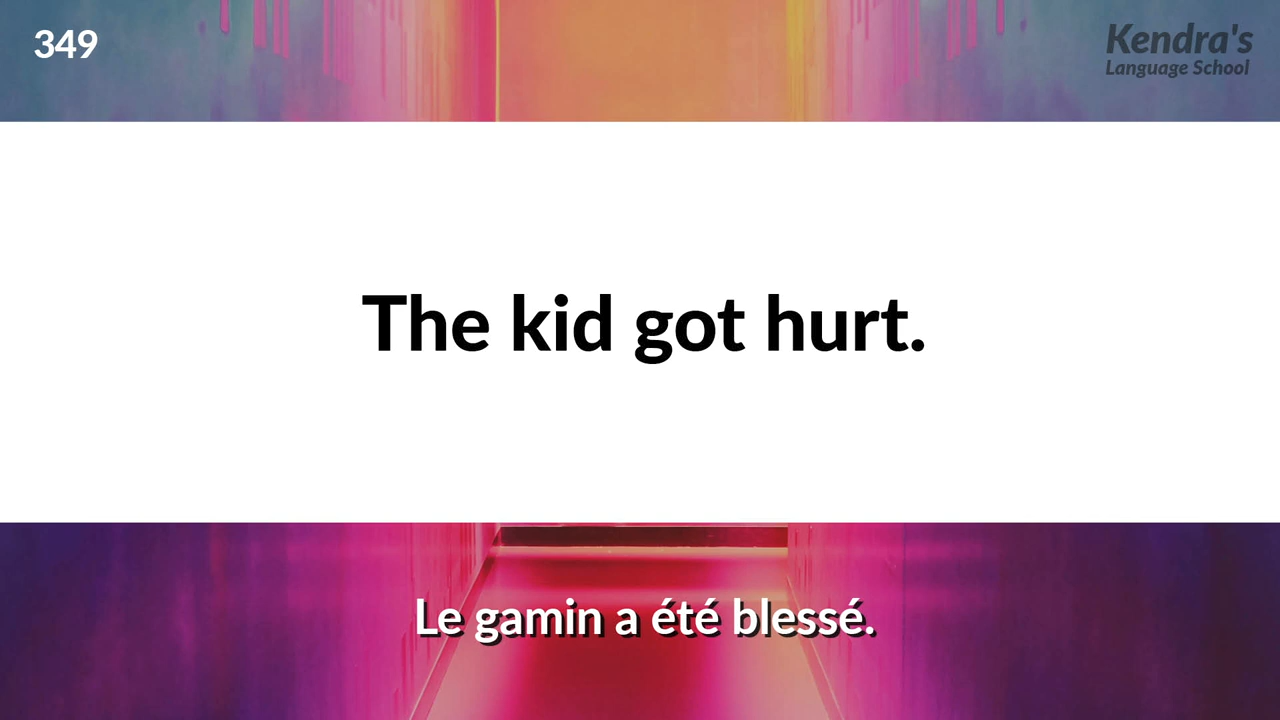 349
Kendra's
Language School
The kid got hurt.
Le gamin a été blessé.